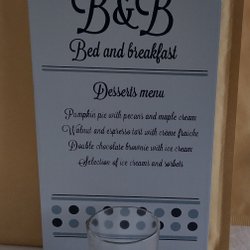 B&B
Bed and breakfast
Desserts menu
Pumpkin pie with pecans and maple cream
Walnut and espresso tart with creme fraiche
Double chocolate brownie with ice cream
Selection of ice creams and sorbets